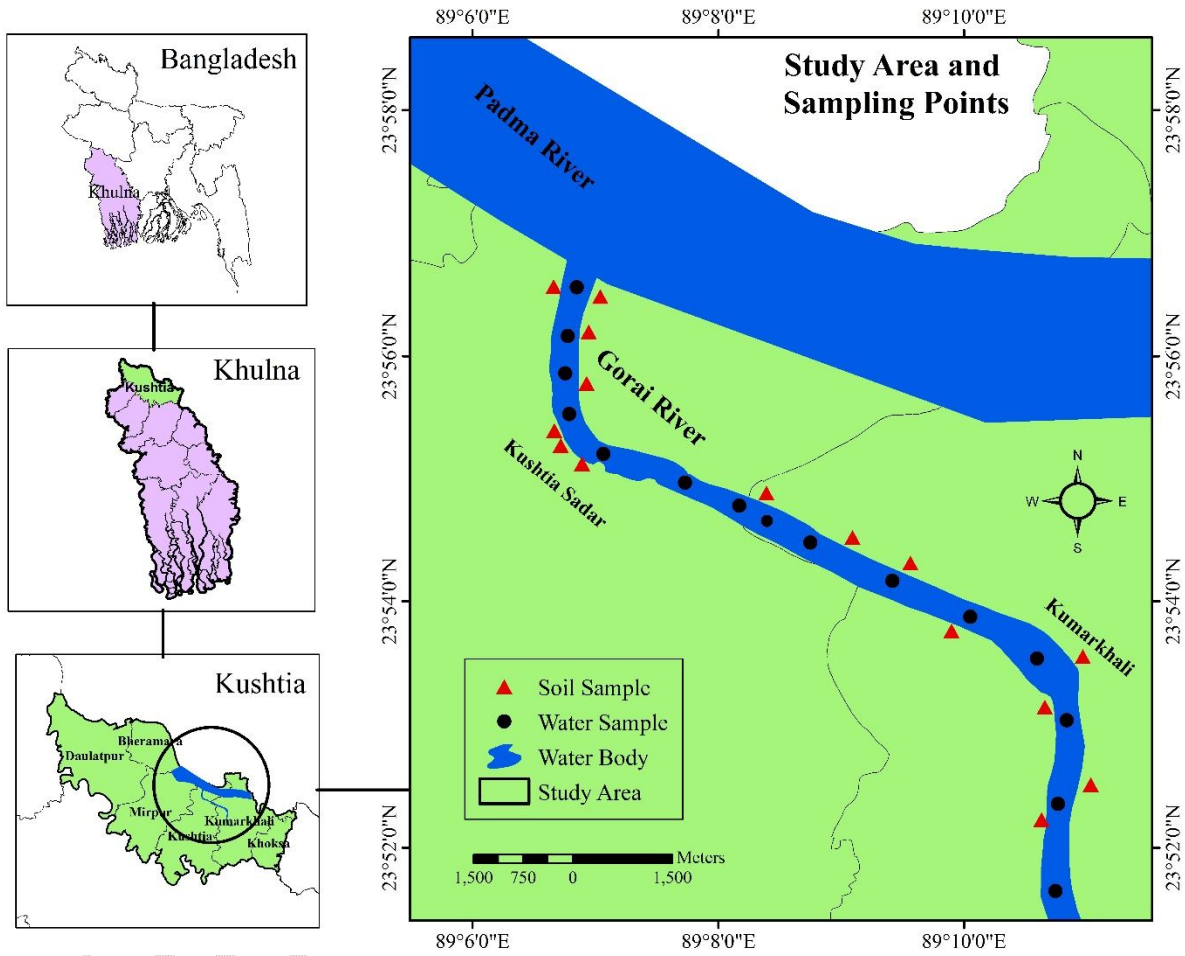 Bangladesh
Khulna
Khulna
Kushtia
Kushtia
Bheramara
Daulatpur
Mirpur
Kumarkhali
Kushtia
Khoksa
89°6'0"E
89°8'0"E
89°10'0"E
Study Area and
Sampling Points
Padma River
Gorai River
Kushtia Sadar
Kumarkhali
23°58'0"N
23°56'0"N
23°54'0"N
23°52'0"N
23°58'0"N
23°56'0"N
23°54'0"N
23°52'0"N
N
W
E
S
Soil Sample
Water Sample
Water Body
Study Area
Meters
1,500 750 0 1,500
89°6'0"E
89°8'0"E
89°10'0"E